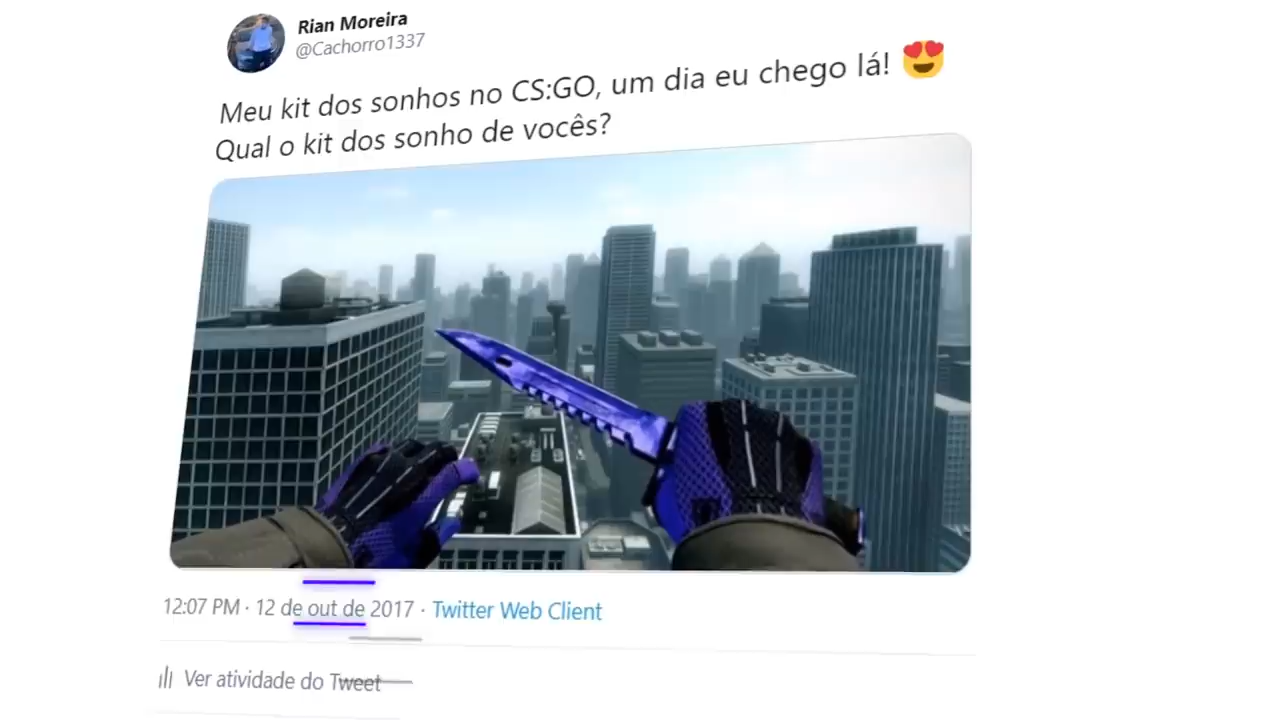 Rian Moreira
@Cachorro1337
Meu kit dos sonhos no CS:GO, um dia eu chego lá! 😍
Qual o kit dos sonho de vocês?
12:07 PM · 12 de out de 2017 · Twitter Web Client
Ver atividade do Tweet